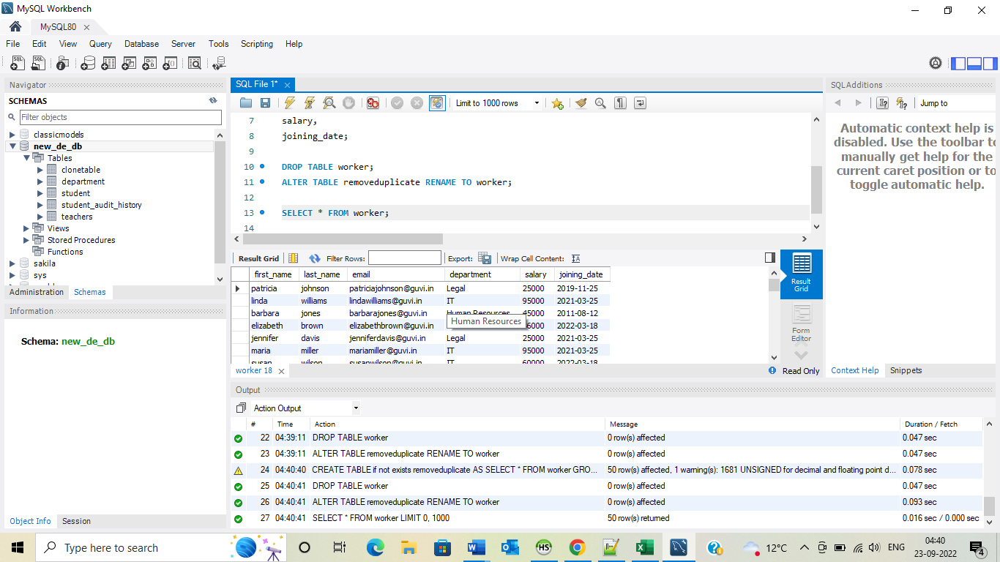 MySQL Workbench
MySQL80
File Edit View Query Database Server Tools Scripting Help
Navigator
SCHEMAS
Filter objects
classicmodels
new_de_db
Tables
clonetable
department
student
student_audit_history
teachers
Views
Stored Procedures
Functions
sakila
sys
Administration Schemas
Information
Schema: new_de_db
Object Info Session
SQL File 1*
Limit to 1000 rows
7 salary,
8 joining_date;
9
10 DROP TABLE worker;
11 ALTER TABLE removeduplicate RENAME TO worker;
12
13 SELECT * FROM worker;
14
Result Grid Filter Rows: Export: Wrap Cell Content:
first_name last_name email department salary joining_date
patricia johnson patriciajohnson@guvi.in Legal 25000 2019-11-25
linda williams lindawilliams@guvi.in IT 95000 2021-03-25
barbara jones barbarajones@guvi.in Human Resources 45000 2011-08-12
elizabeth brown elizabethbrown@guvi.in 2022-03-18
Human Resources
jennifer davis jenniferdavis@guvi.in Legal 25000 2021-03-25
maria miller mariamiller@guvi.in IT 95000 2021-03-25
susan wilson susanwilson@guvi.in IT 60000 2022-03-18
Result Grid
Form Editor
worker 18
Read Only
SQLAdditions
Jump to
Automatic context help is
disabled. Use the toolbar to
manually get help for the
current caret position or to
toggle automatic help.
Context Help Snippets
Output
Action Output
# Time Action Message Duration / Fetch
22 04:39:11 DROP TABLE worker 0 row(s) affected 0.047 sec
23 04:39:11 ALTER TABLE removeduplicate RENAME TO worker 0 row(s) affected 0.047 sec
24 04:40:40 CREATE TABLE if not exists removeduplicate AS SELECT * FROM worker GRO... 50 row(s) affected, 1 warning(s): 1681 UNSIGNED for decimal and floating point d... 0.078 sec
25 04:40:41 DROP TABLE worker 0 row(s) affected 0.047 sec
26 04:40:41 ALTER TABLE removeduplicate RENAME TO worker 0 row(s) affected 0.093 sec
27 04:40:41 SELECT * FROM worker LIMIT 0, 1000 50 row(s) returned 0.016 sec / 0.000 sec
Type here to search
12°C
ENG
04:40
23-09-2022
4